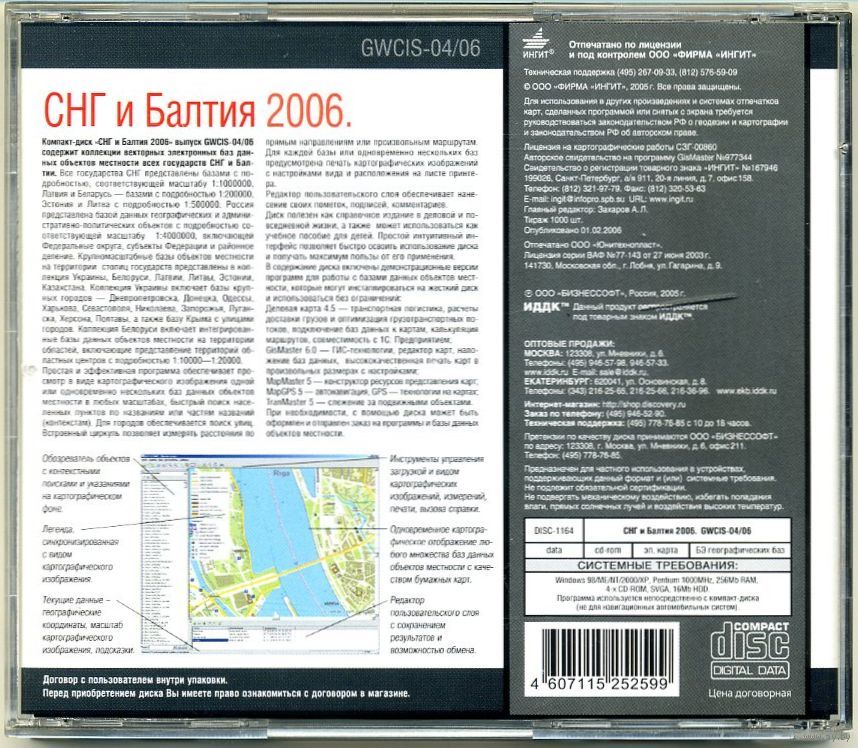 GWCIS-04/06
СНГ и Балтия 2006.
Компакт-диск «СНГ и Балтия 2006» выпуск GWCIS-04/06
содержит коллекции векторных электронных баз дан-
ных объектов местности всех государств СНГ и Бал-
тии. Все государства СНГ представлены базами с по-
дробностью, соответствующей масштабу 1:1000000,
Латвия и Беларусь — базами с подробностью 1:200000,
Эстония и Литва с подробностью 1:500000. Россия
представлена базой данных географических и админи-
стративно-политических объектов с подробностью со-
ответствующей масштабу 1:4000000, включающей
Федеральные округа, субъекты Федерации и районное
деление. Крупномасштабные базы объектов местности
на территории столиц государств представлены в кол-
лекция Украины, Белоруси, Латвии, Литвы, Эстонии,
Казахстана. Коллекция Украины включает базы круп-
ных городов — Днепропетровска, Донецка, Одессы,
Харькова, Севастополя, Николаева, Запорожья, Луган-
ска, Херсона, Полтавы, а также базу Крыма с улицами
городов. Коллекция Белоруси включает интегрирован-
ные базы данных объектов местности на территории
областей, включающие представление территорий об-
ластных центров с подробностью 1:10000—1:20000.
Простая и эффективная программа обеспечивает про-
смотр в виде картографического изображения одной
или одновременно нескольких баз данных объектов
местности в любых масштабах, быстрый поиск насе-
ленных пунктов по названиям или частям названий
(контекстам). Для городов обеспечивается поиск улиц.
Встроенный циркуль позволяет измерять расстояния по
прямым направлениям или произвольным маршрутам.
Для каждой базы или одновременно нескольких баз
предусмотрена печать картографических изображений
с настройками вида и расположения на листе принте-
ра.
Редактор пользовательского слоя обеспечивает нане-
сение своих пометок, подписей, комментариев.
Диск полезен как справочное издание в деловой и по-
вседневной жизни, а также может использоваться как
учебное пособие для детей. Простой интуитивный ин-
терфейс позволяет быстро освоить использование диска
и получать максимум пользы от его применения.
В содержание диска включены демонстрационные версии
программ для работы с базами данных объектов мест-
ности, которые могут инсталлироваться на жесткий диск
и использоваться без ограничений:
Деловая карта 4.5 — транспортная логистика, расчеты
доставки грузов и оптимизация грузотранспортных по-
токов, подключение баз данных к картам, калькуляция
маршрутов, совместимость с 1С. Предприятием;
GisMaster 6.0 — ГИС-технологии, редактор карт, нало-
жение баз данных, высококачественная печать карт в
произвольных размерах с настройками;
MapMaster 5 — конструктор ресурсов представления карт;
MapGPS 5 — автонавигация, GPS — технологии на картах;
TranMaster 5 — слежение за подвижными объектами.
При необходимости, с помощью диска может быть
оформлен и отправлен заказ на программы и базы данных
объектов местности.
Обозреватель объектов
с контекстными
поисками и указаниями
на картографическом
фоне.
Легенда,
синхронизированная
с видом
картографического
изображения.
Текущие данные –
географические
координаты, масштаб
картографического
изображения, подсказки.
Riga
Инструменты управления
загрузкой и видом
картографических
изображений, измерений,
печати, вызова справки.
Одновременное картогра-
фическое отображение лю-
бого множества баз данных
объектов местности с каче-
ством бумажных карт.
Редактор
пользовательского слоя
с сохранением
результатов и
возможностью обмена.
Договор с пользователем внутри упаковки.
Перед приобретением диска Вы имеете право ознакомиться с договором в магазине.
ИНГИТ®
Отпечатано по лицензии
и под контролем ООО «ФИРМА «ИНГИТ»
Техническая поддержка (495) 267-09-33, (812) 576-59-09
© ООО «ФИРМА «ИНГИТ», 2005 г. Все права защищены.
Для использования в других произведениях и системах отпечатков
карт, сделанных программой или снятых с экрана требуется
руководствоваться законодательством РФ о геодезии и картографии
и законодательством РФ об авторском праве.
Лицензия на картографические работы СЗГ-00860
Авторское свидетельство на программу GisMaster №977344
Свидетельство о регистрации товарного знака «ИНГИТ» №167946
199026, Санкт-Петербург, а/я 911, 20-я линия, д.7, офис 158.
Телефон: (812) 321-97-79. Факс: (812) 320-53-63
E-mail: ingit@infopro.spb.su URL: www.ingit.ru
Главный редактор: Захаров А.Л.
Тираж 1000 шт.
Опубликовано 01.02.2006
Отпечатано ООО «Юнитехнопласт».
Лицензия серии ВАФ №77-143 от 27 июня 2003 г.
141730, Московская обл., г. Лобня, ул. Гагарина, д. 9.
℗ ООО «БИЗНЕССОФТ», Россия, 2005 г.
ИДДК™ Данный продукт распространяется
под товарным знаком ИДДК™.
ОПТОВЫЕ ПРОДАЖИ:
МОСКВА: 123308, ул. Мневники, д. 6.
Телефон: (495) 946-57-98, 946-57-33.
www.iddk.ru E-mail: sale@iddk.ru.
ЕКАТЕРИНБУРГ: 620041, ул. Основинская, д. 8.
Телефоны: (343) 216-25-65, 216-25-66, 216-36-96. www.ekb.iddk.ru
Интернет-магазин: http://shop.discovery.ru
Заказ по телефону: (495) 946-52-90.
Техническая поддержка: (495) 778-76-85 с 10 до 18 часов.
Претензии по качеству диска принимаются ООО «БИЗНЕССОФТ»
по адресу: 123308, г. Москва, ул. Мневники, д. 6, офис 211.
Телефон: (495) 778-76-85.
Предназначен для частного использования в устройствах,
поддерживающих данный формат и (или) системные требования.
Не подлежит обязательной сертификации.
Не подвергать механическому воздействию, избегать попадания
влаги, прямых солнечных лучей и воздействия высоких температур.
DISC-1164 СНГ и Балтия 2006. GWCIS-04/06
data cd-rom эл. карта БЗ географических баз
СИСТЕМНЫЕ ТРЕБОВАНИЯ:
Windows 98/ME/NT/2000/XP, Pentium 1000MHz, 256Mb RAM,
4 x CD ROM, SVGA, 16Mb HDD.
Программа используется непосредственно с компакт-диска
(не для навигационных автомобильных систем)
4 607115 252599
COMPACT
disc
DIGITAL DATA
Цена договорная